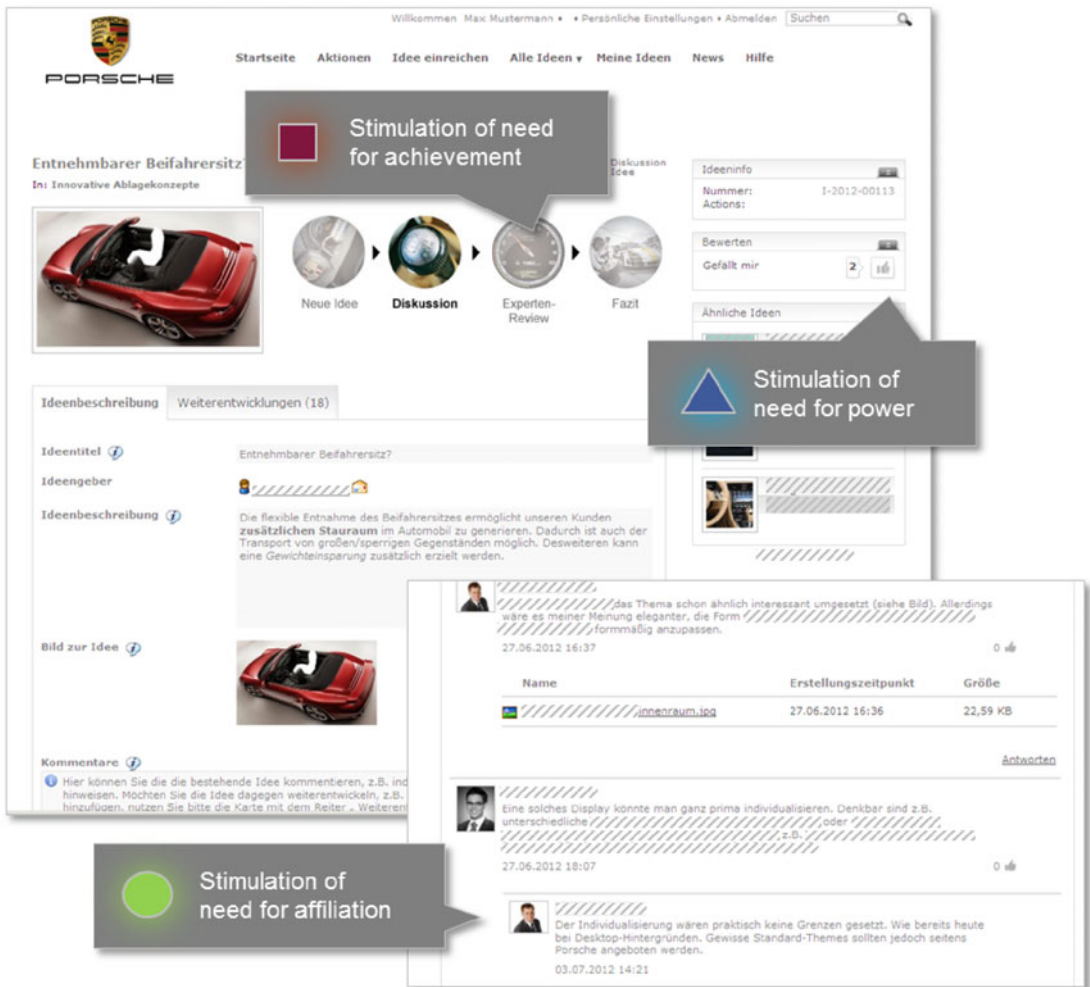 Willkommen Max Mustermann • • Persönliche Einstellungen • Abmelden Suchen
PORSCHE
Startseite Aktionen Idee einreichen Alle Ideen ▾ Meine Ideen News Hilfe
Stimulation of need
for achievement
Entnehmbarer Beifahrersitz?
In: Innovative Ablagekonzepte
Diskussion
Idee
Neue Idee
Diskussion
Experten-
Review
Fazit
Ideeninfo
Nummer: I-2012-00113
Actions:
Bewerten
Gefällt mir 2
Ähnliche Ideen
Stimulation of
need for power
Ideenbeschreibung Weiterentwicklungen (18)
Ideentitel Entnehmbarer Beifahrersitz?
Ideengeber
Ideenbeschreibung Die flexible Entnahme des Beifahrersitzes ermöglicht unseren Kunden
zusätzlichen Stauraum im Automobil zu generieren. Dadurch ist auch der
Transport von großen/sperrigen Gegenständen möglich. Desweiteren kann
eine Gewichteinsparung zusätzlich erzielt werden.
Bild zur Idee
Kommentare
Hier können Sie die die bestehende Idee kommentieren, z.B. ind
hinweisen. Möchten Sie die Idee dagegen weiterentwickeln, z.B.
hinzufügen, nutzen Sie bitte die Karte mit dem Reiter
das Thema schon ähnlich interessant umgesetzt (siehe Bild). Allerdings
wäre es meiner Meinung eleganter, die Form
formmäßig anzupassen.
27.06.2012 16:37 0
Name Erstellungszeitpunkt Größe
innenraum.jpg 27.06.2012 16:36 22,59 KB
Antworten
Eine solches Display könnte man ganz prima individualisieren. Denkbar sind z.B.
unterschiedliche oder
z.B.
27.06.2012 18:07 0
Der Individualisierung wären praktisch keine Grenzen gesetzt. Wie bereits heute
bei Desktop-Hintergründen. Gewisse Standard-Themes sollten jedoch seitens
Porsche angeboten werden.
03.07.2012 14:21
Stimulation of
need for affiliation